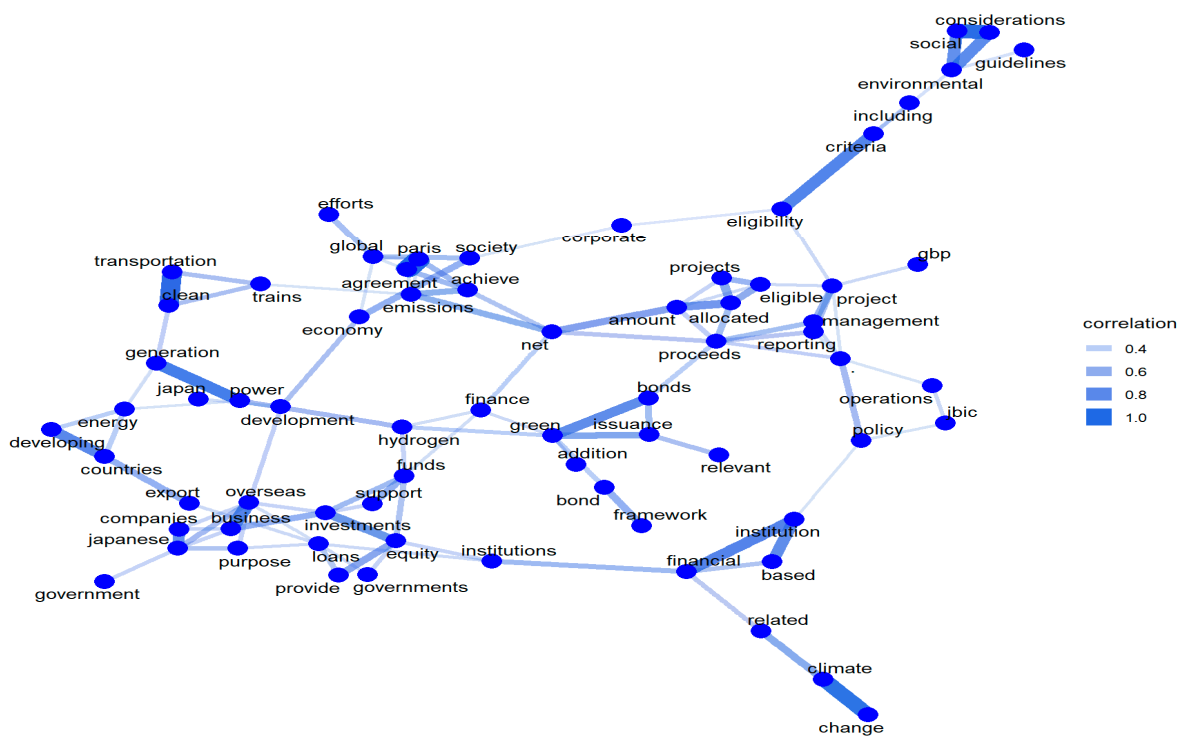 considerations
social
guidelines
environmental
including
criteria
efforts
eligibility
corporate
global
paris
society
gbp
transportation
projects
agreement
achieve
clean
trains
emissions
eligible
project
economy
amount
allocated
management
net
proceeds
reporting
generation
japan
power
bonds
.
finance
operations
energy
development
jbic
developing
hydrogen
green
issuance
policy
countries
addition
relevant
funds
export
overseas
support
bond
companies
business
investments
framework
institution
japanese
purpose
loans
equity
institutions
financial
based
government
provide
governments
related
climate
change
correlation
0.4
0.6
0.8
1.0